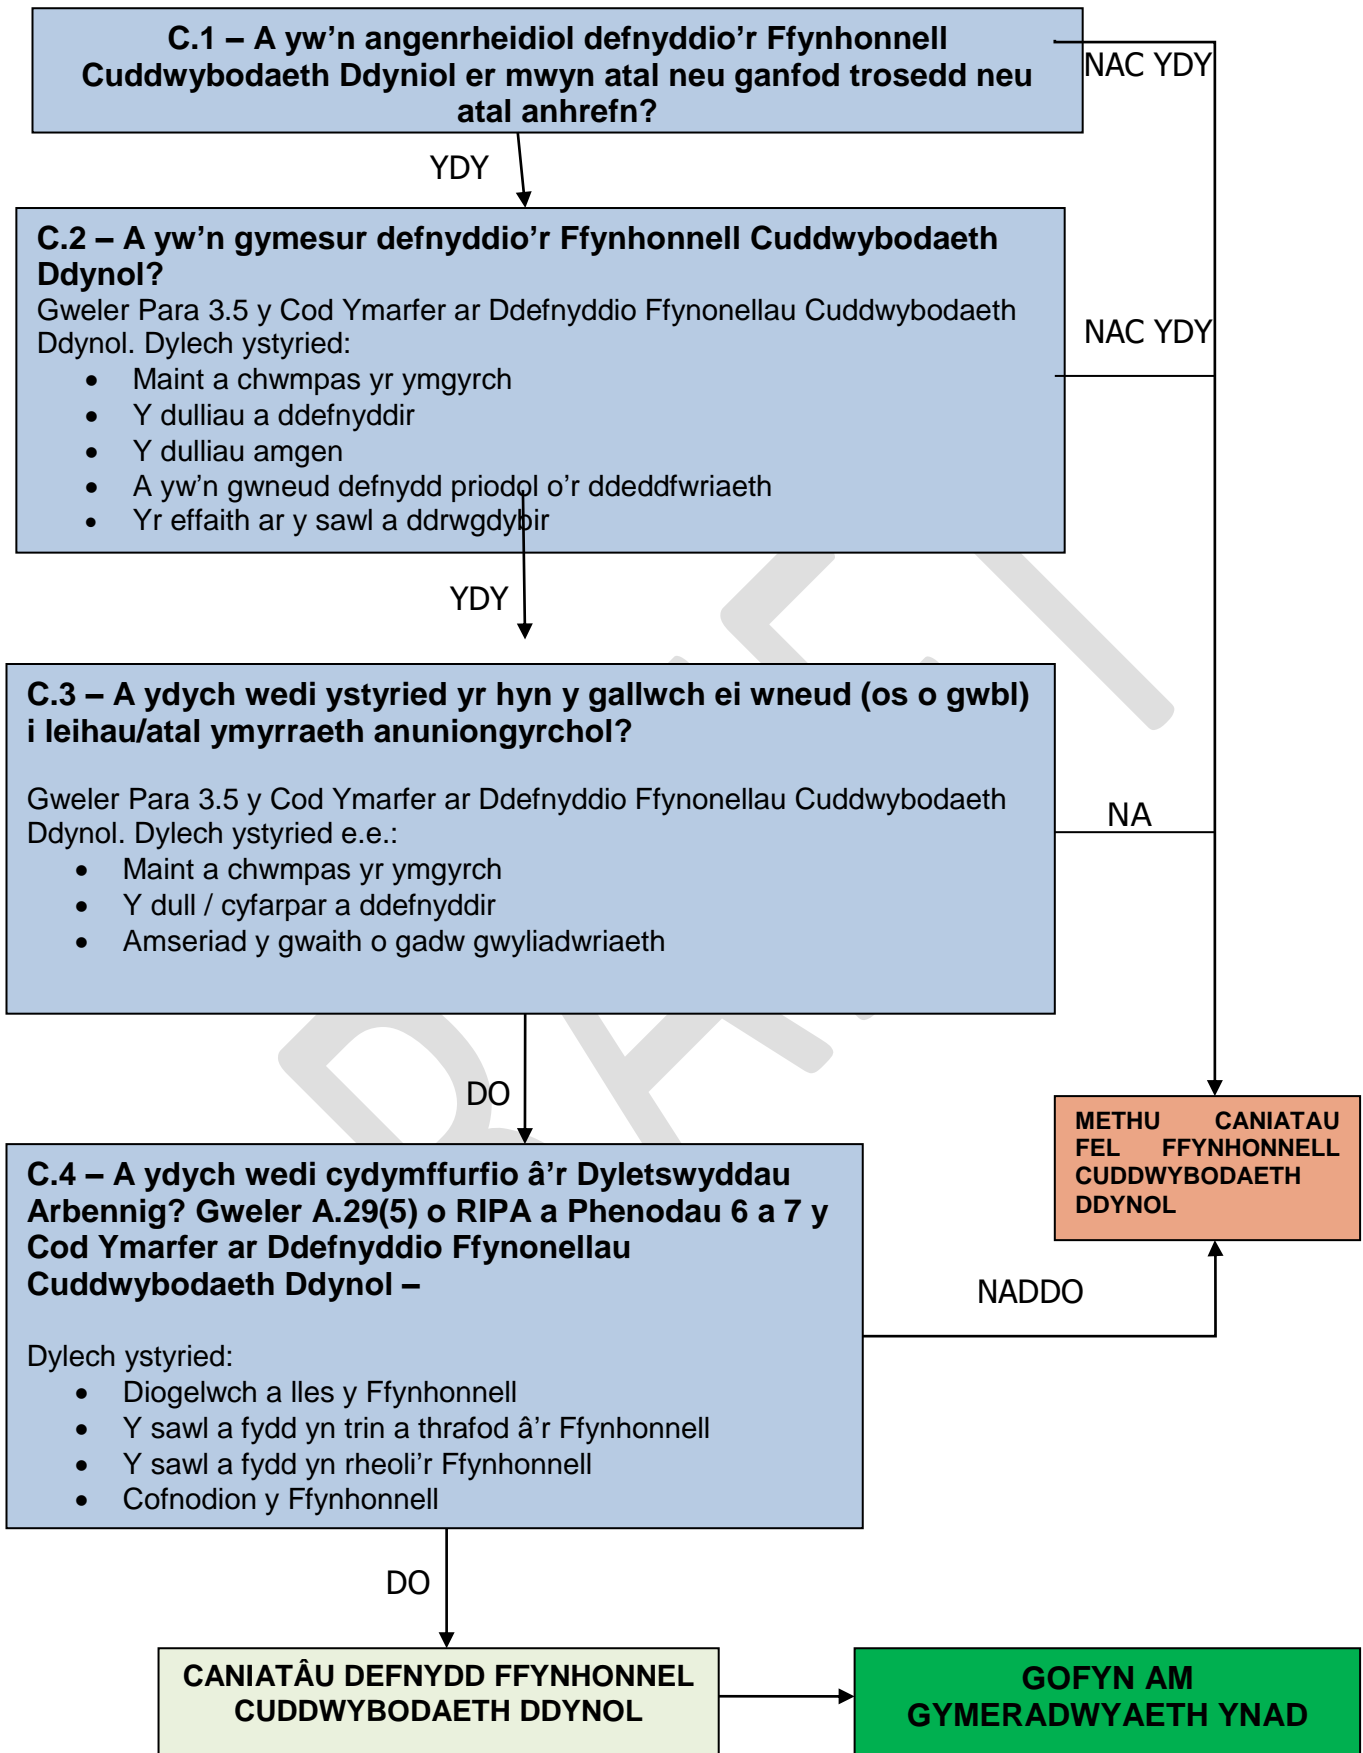 C.1 – A yw'n angenrheidiol defnyddio'r Ffynhonnell
Cuddwybodaeth Ddyniol er mwyn atal neu ganfod trosedd neu
atal anhrefn?
NAC YDY
YDY
C.2 – A yw'n gymesur defnyddio'r Ffynhonnell Cuddwybodaeth
Ddynol?
Gweler Para 3.5 y Cod Ymarfer ar Ddefnyddio Ffynonellau Cuddwybodaeth
Ddynol. Dylech ystyried:
• Maint a chwmpas yr ymgyrch
• Y dulliau a ddefnyddir
• Y dulliau amgen
• A yw'n gwneud defnydd priodol o'r ddeddfwriaeth
• Yr effaith ar y sawl a ddrwgdybir
NAC YDY
YDY
C.3 – A ydych wedi ystyried yr hyn y gallwch ei wneud (os o gwbl)
i leihau/atal ymyrraeth anuniongyrchol?
Gweler Para 3.5 y Cod Ymarfer ar Ddefnyddio Ffynonellau Cuddwybodaeth
Ddynol. Dylech ystyried e.e.:
• Maint a chwmpas yr ymgyrch
• Y dull / cyfarpar a ddefnyddir
• Amseriad y gwaith o gadw gwyliadwriaeth
NA
DO
METHU CANIATAU
FEL FFYNHONNELL
CUDDWYBODAETH
DDYNOL
C.4 – A ydych wedi cydymffurfio â'r Dyletswyddau
Arbennig? Gweler A.29(5) o RIPA a Phenodau 6 a 7 y
Cod Ymarfer ar Ddefnyddio Ffynonellau
Cuddwybodaeth Ddynol –
Dylech ystyried:
• Diogelwch a lles y Ffynhonnell
• Y sawl a fydd yn trin a thrafod â'r Ffynhonnell
• Y sawl a fydd yn rheoli'r Ffynhonnell
• Cofnodion y Ffynhonnell
NADDO
DO
CANIATÂU DEFNYDD FFYNHONNEL
CUDDWYBODAETH DDYNOL
GOFYN AM
GYMERADWYAETH YNAD
DRAFFT